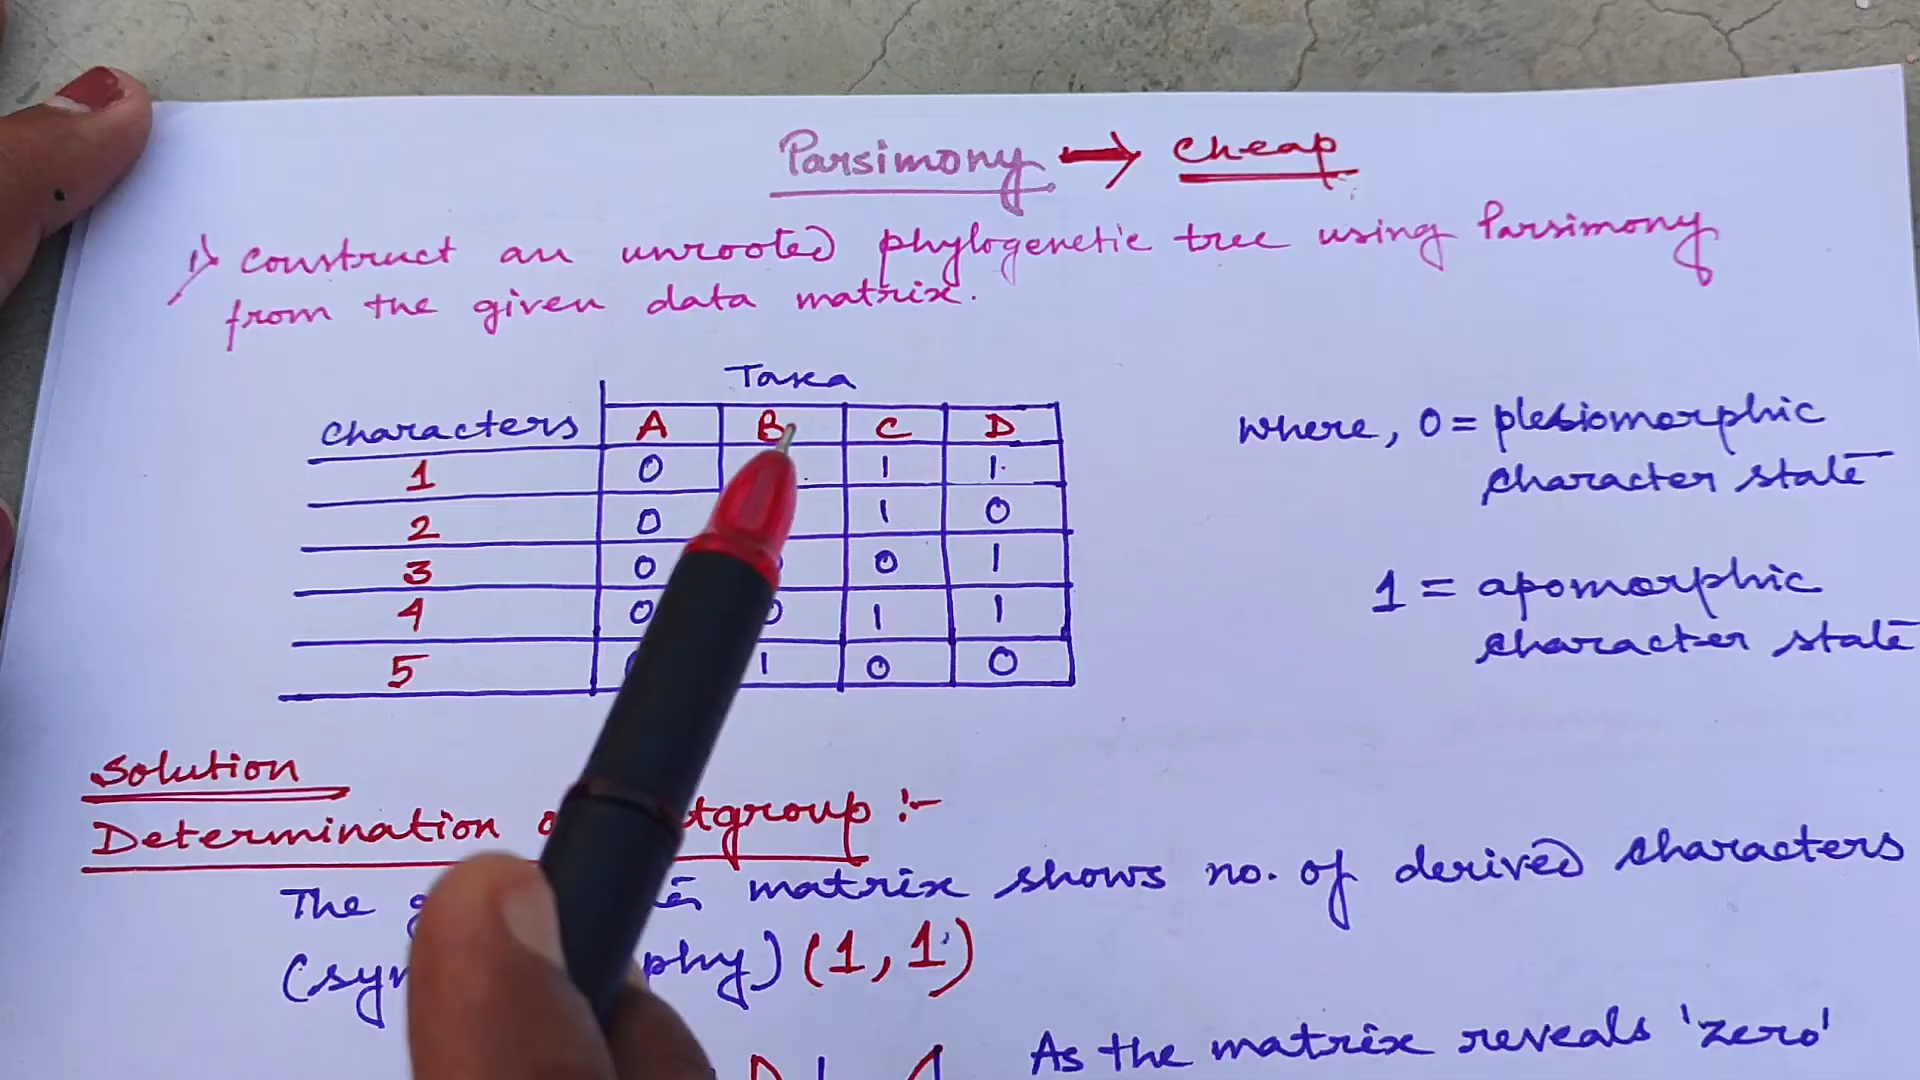 Parsimony → Cheap
1) Construct an unrooted phylogenetic tree using Parsimony
from the given data matrix.
Taxa
Characters A B C D
1 0 1 1
2 0 1 0
3 0 0 1
4 0 0 1 1
5 1 0 0
where, 0 = plesiomorphic
character state
1 = apomorphic
character state
Solution
Determination :-
The matrix shows no. of derived characters
(1, 1)
As the matrix reveals 'zero'